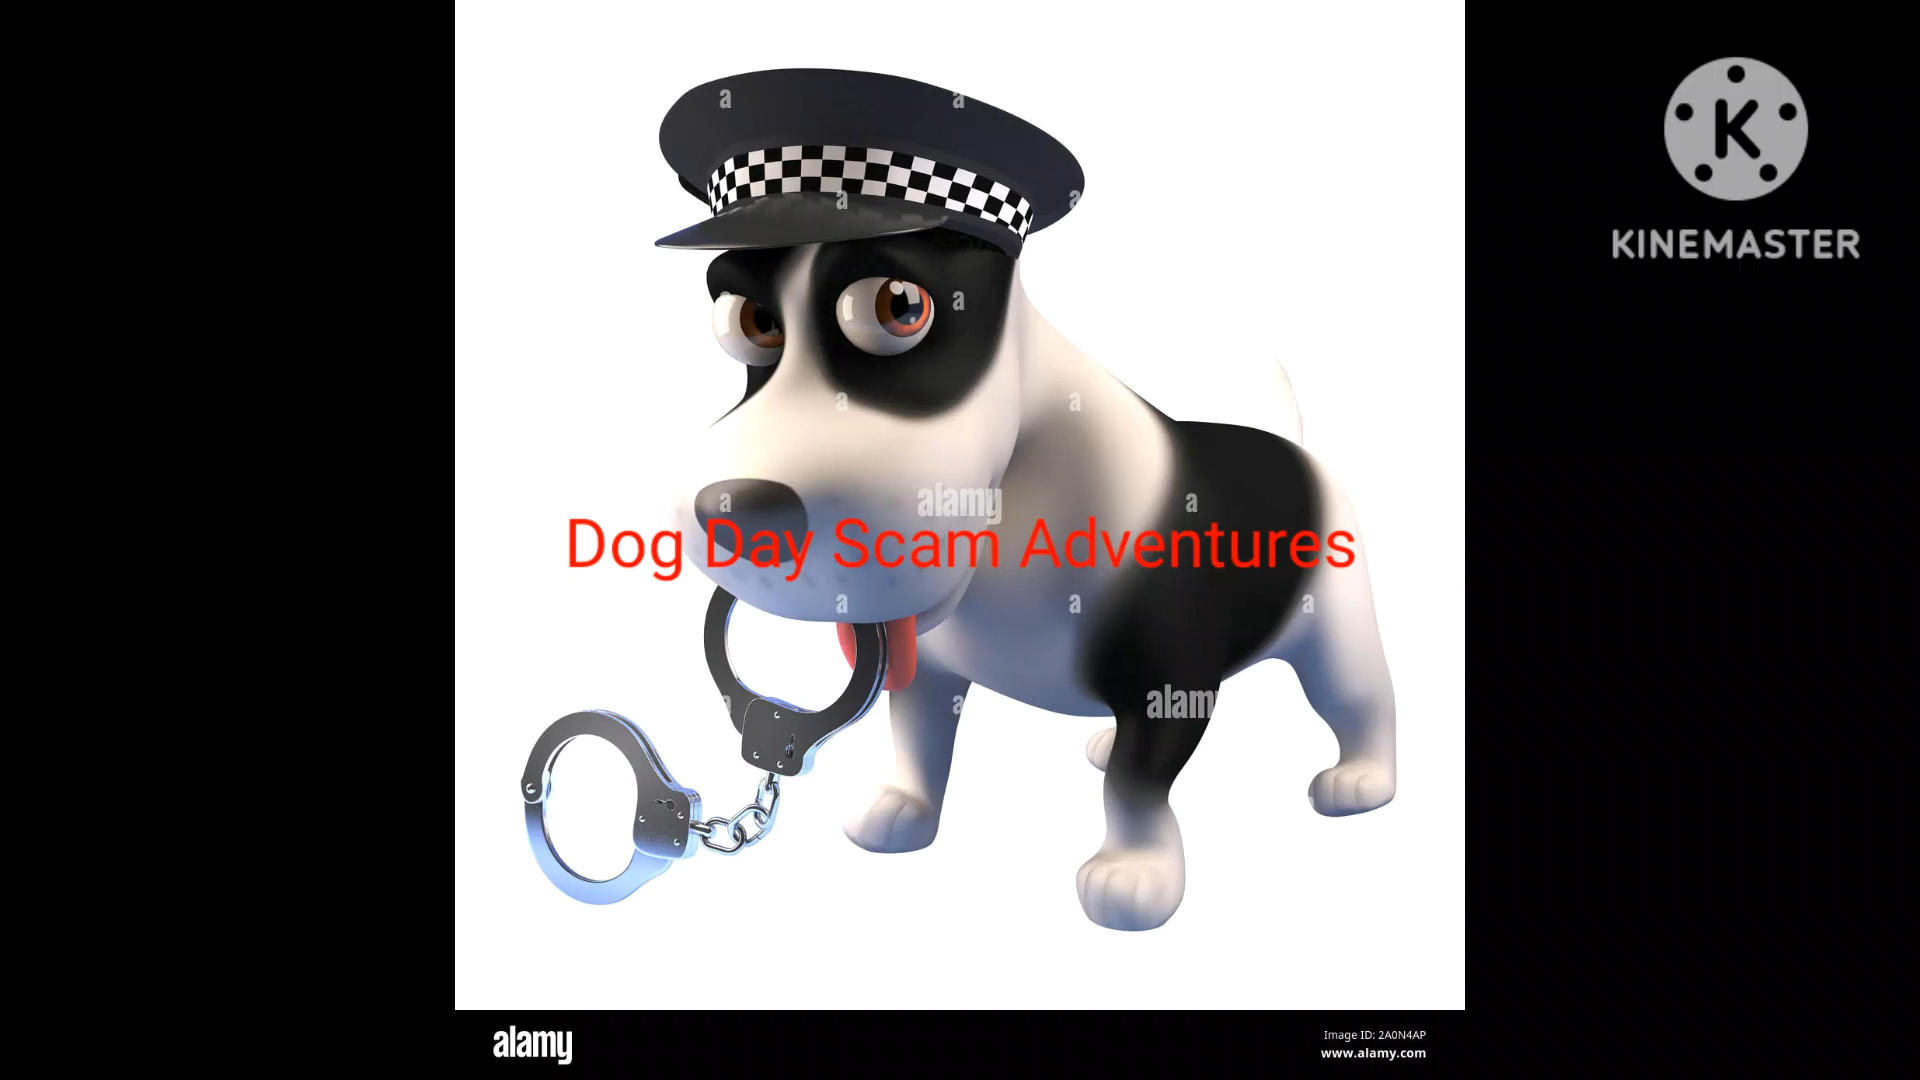 K
KINEMASTER
a a
a a
a
a a
a alamy a
Dog Day Scam Adventures
a a a
a a alamy
alamy
Image ID: 2A0N4AP
www.alamy.com